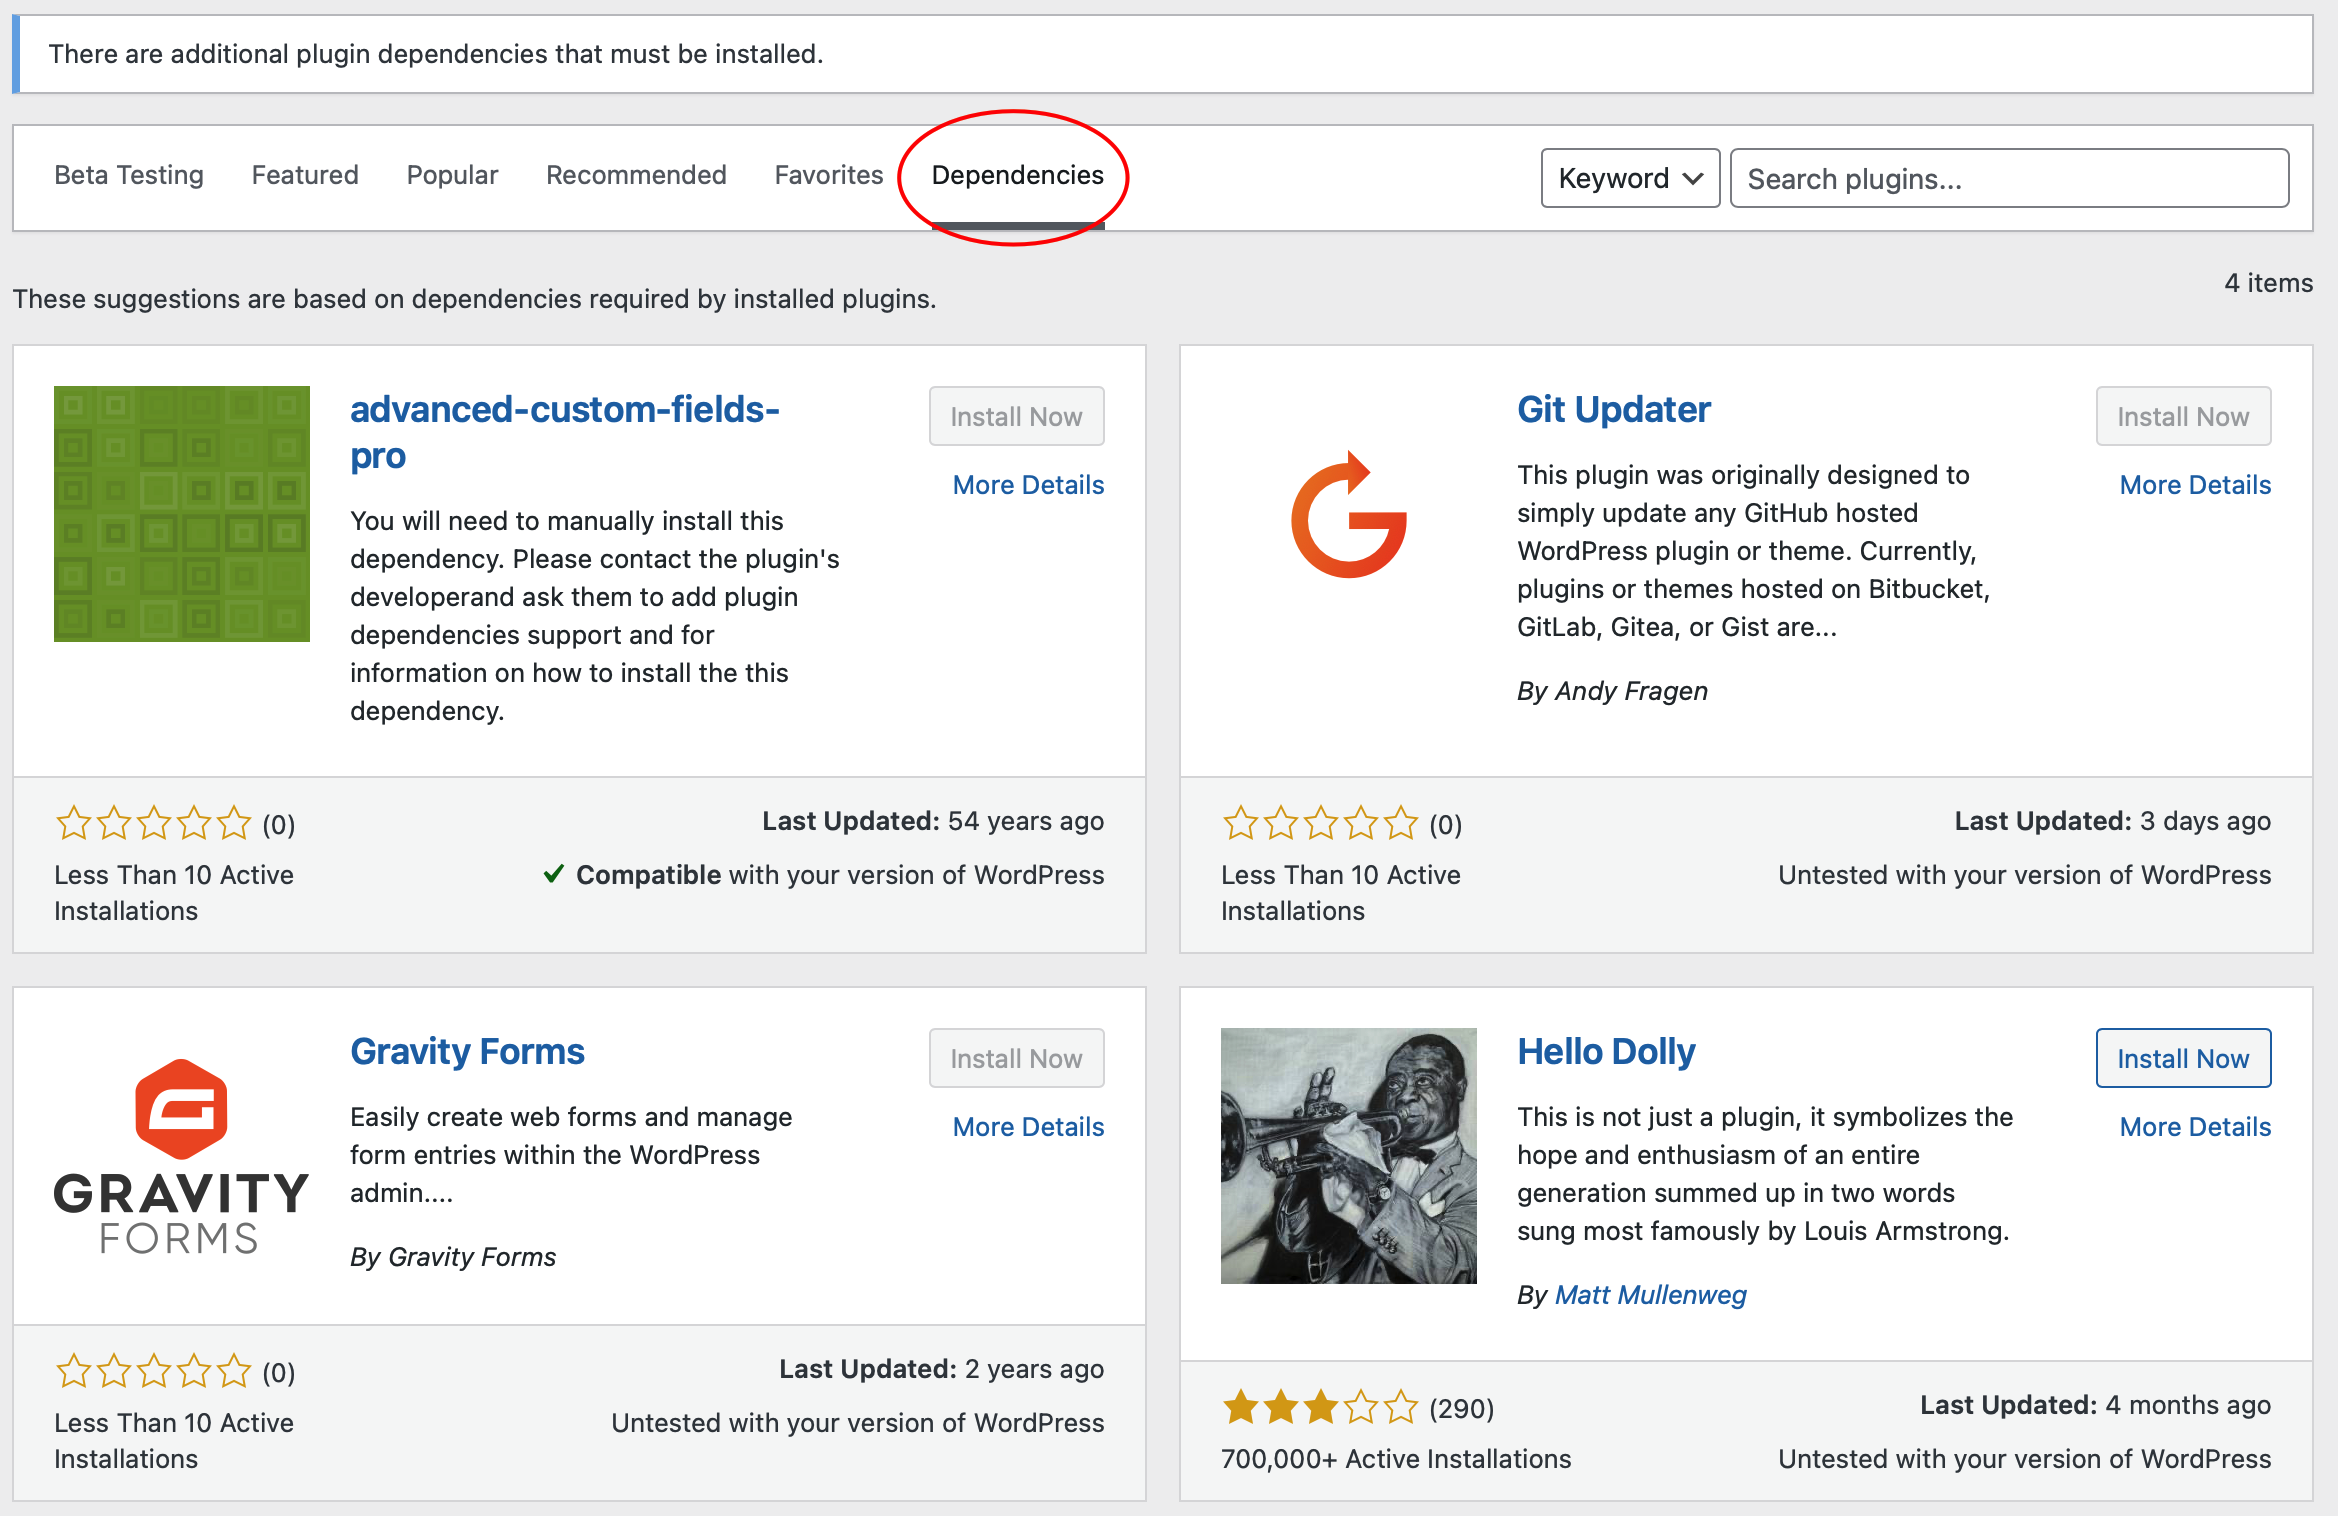 There are additional plugin dependencies that must be installed.
Beta Testing Featured Popular Recommended Favorites Dependencies Keyword Search plugins...
4 items
These suggestions are based on dependencies required by installed plugins.
advanced-custom-fields-
pro
Install Now
More Details
You will need to manually install this
dependency. Please contact the plugin's
developerand ask them to add plugin
dependencies support and for
information on how to install the this
dependency.
(0)
Last Updated: 54 years ago
Less Than 10 Active
Installations
Compatible with your version of WordPress
Git Updater
Install Now
More Details
This plugin was originally designed to
simply update any GitHub hosted
WordPress plugin or theme. Currently,
plugins or themes hosted on Bitbucket,
GitLab, Gitea, or Gist are...
By Andy Fragen
(0)
Last Updated: 3 days ago
Less Than 10 Active
Installations
Untested with your version of WordPress
GRAVITY
FORMS
Gravity Forms
Install Now
More Details
Easily create web forms and manage
form entries within the WordPress
admin....
By Gravity Forms
(0)
Last Updated: 2 years ago
Less Than 10 Active
Installations
Untested with your version of WordPress
Hello Dolly
Install Now
More Details
This is not just a plugin, it symbolizes the
hope and enthusiasm of an entire
generation summed up in two words
sung most famously by Louis Armstrong.
By Matt Mullenweg
(290)
Last Updated: 4 months ago
700,000+ Active Installations
Untested with your version of WordPress